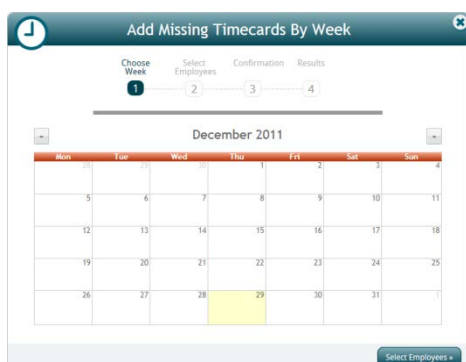 Add Missing Timecards By Week
Choose Week
Select Employees
Confirmation
Results
1
2
3
4
December 2011
Mon Tue Wed Thu Fri Sat Sun
28 29 30 1 2 3 4
5 6 7 8 9 10 11
12 13 14 15 16 17 18
19 20 21 22 23 24 25
26 27 28 29 30 31 1
Select Employees »